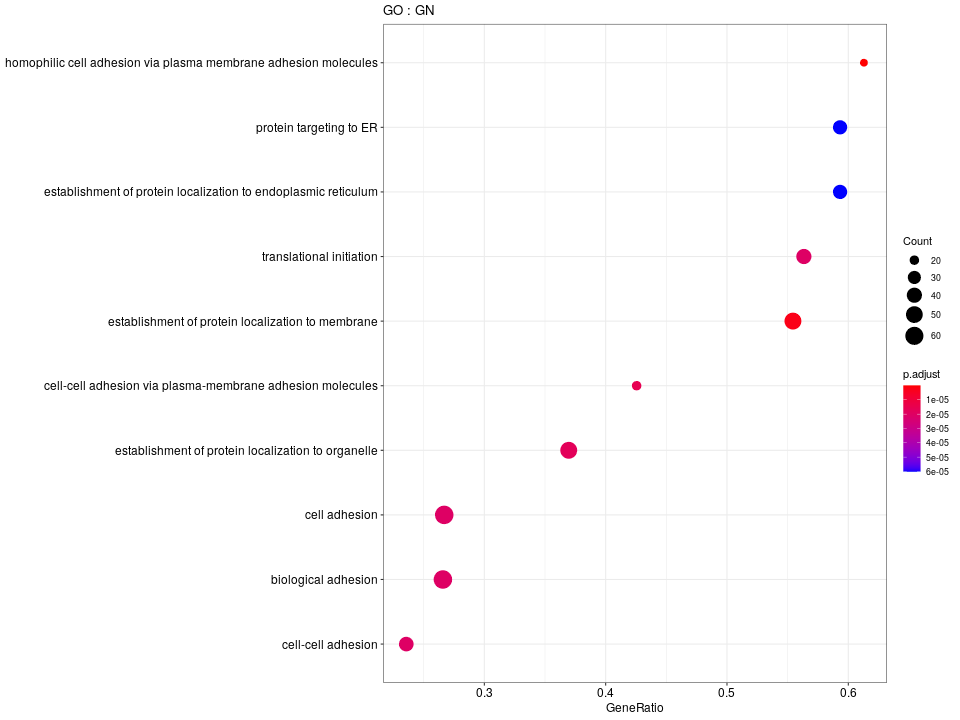 GO : GN
homophilic cell adhesion via plasma membrane adhesion molecules
protein targeting to ER
establishment of protein localization to endoplasmic reticulum
translational initiation
establishment of protein localization to membrane
cell-cell adhesion via plasma-membrane adhesion molecules
establishment of protein localization to organelle
cell adhesion
biological adhesion
cell-cell adhesion
0.3 0.4 0.5 0.6
GeneRatio
Count
20
30
40
50
60
p.adjust
1e-05
2e-05
3e-05
4e-05
5e-05
6e-05